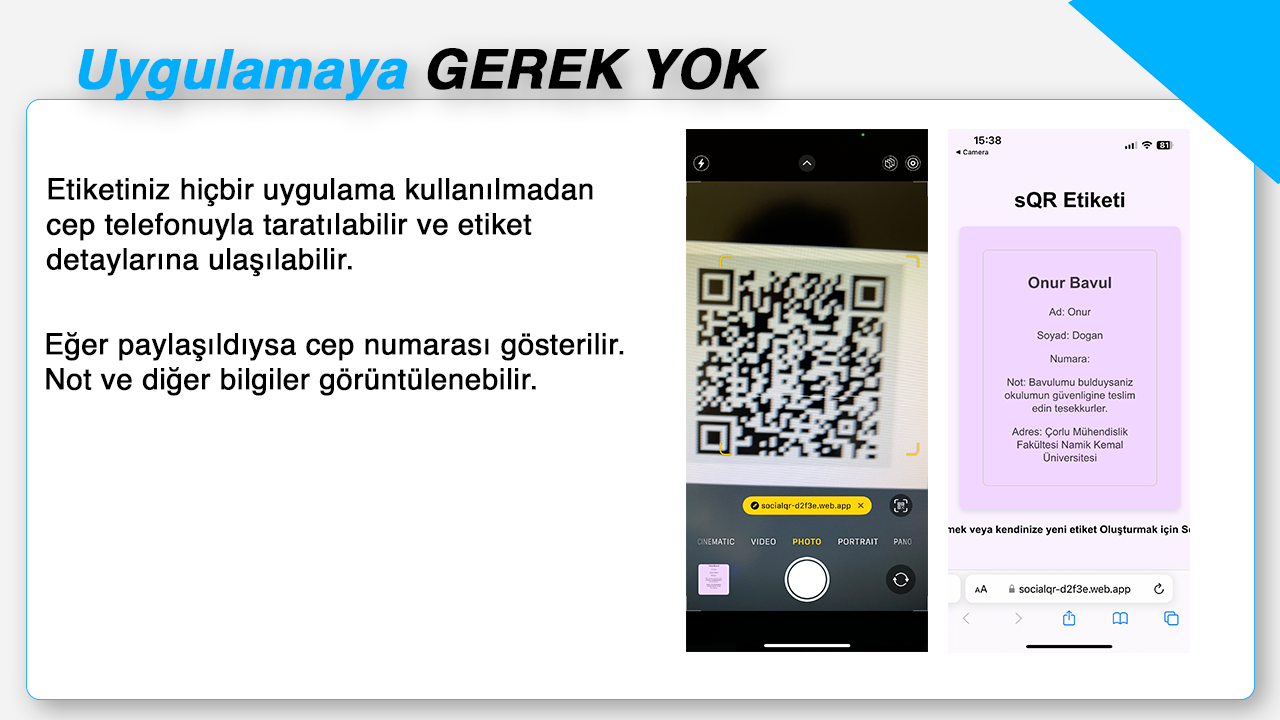 Uygulamaya GEREK YOK
Etiketiniz hiçbir uygulama kullanılmadan
cep telefonuyla taratılabilir ve etiket
detaylarına ulaşılabilir.
Eğer paylaşıldıysa cep numarası gösterilir.
Not ve diğer bilgiler görüntülenebilir.
socialqr-d2f3e.web.app
INEMATIC VIDEO PHOTO PORTRAIT PANO
15:38
81
Camera
sQR Etiketi
Onur Bavul
Ad: Onur
Soyad: Dogan
Numara:
Not: Bavulumu bulduysaniz
okulumun güvenligine teslim
edin tesekkurler.
Adres: Çorlu Mühendislik
Fakültesi Namik Kemal
Üniversitesi
mek veya kendinize yeni etiket Oluşturmak için
AA socialqr-d2f3e.web.app